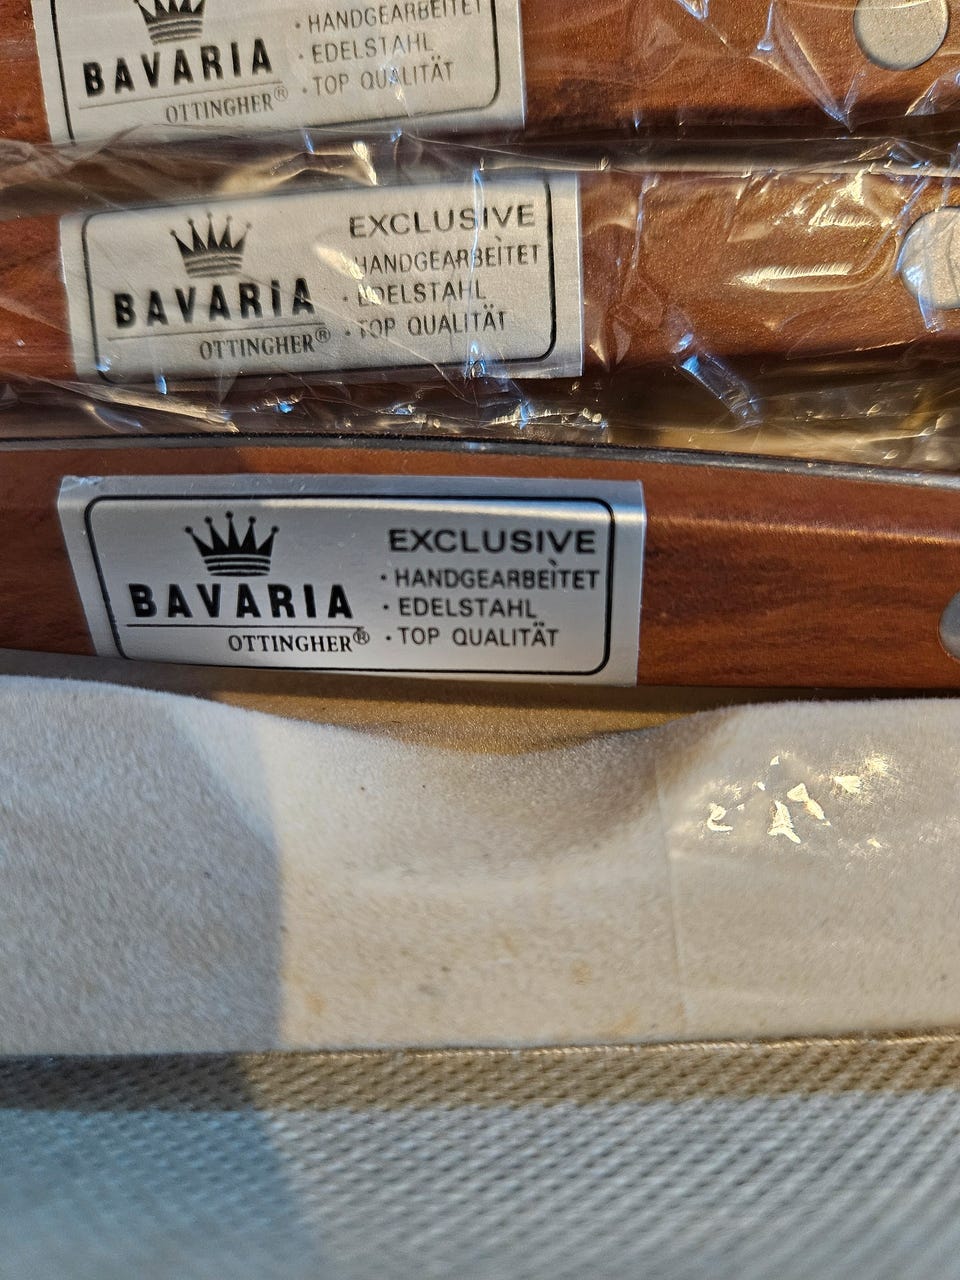 HANDGEARBEITET
BAVARIA
· EDELSTAHL
OTTINGHER®
· TOP QUALITÄT
EXCLUSIVE
HANDGEARBEITET
BAVARIA
· EDELSTAHL
OTTINGHER®
· TOP QUALITÄT
EXCLUSIVE
· HANDGEARBEITET
BAVARIA
· EDELSTAHL
OTTINGHER®
· TOP QUALITÄT